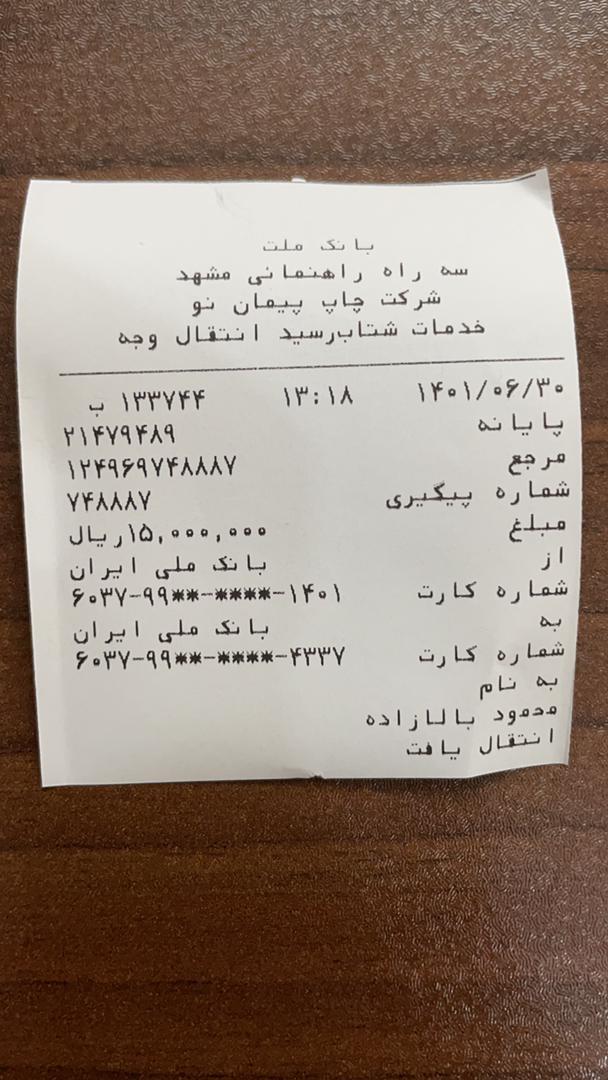 بانک ملت
سه راه راهنمائی مشهد
شرکت چاپ پیمان نو
خدمات شتاب‌رسید انتقال وجه
۱۴۰۱/۰۶/۳۰ ۱۳:۱۸ ۱۳۳۷۴۴ ب
پایانه ۲۱۴۷۹۴۸۹
مرجع ۱۲۴۹۶۹۷۴۸۸۸۷
شماره پیگیری ۷۴۸۸۸۷
مبلغ ۱۵,۰۰۰,۰۰۰ریال
از بانک ملی ایران
شماره کارت ۶۰۳۷-۹۹**-****-۱۴۰۱
به بانک ملی ایران
شماره کارت ۶۰۳۷-۹۹**-****-۴۳۳۷
به نام
محمود بالازاده
انتقال یافت